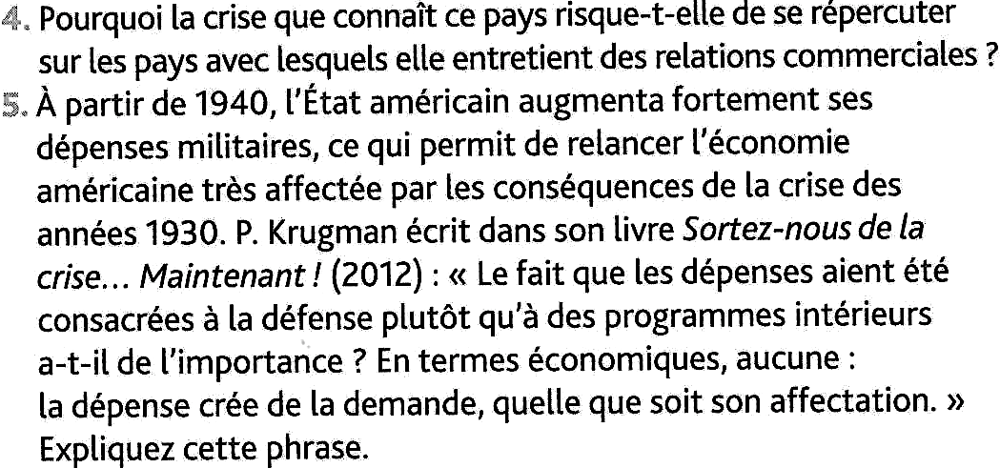 4. Pourquoi la crise que connaît ce pays risque-t-elle de se répercuter
sur les pays avec lesquels elle entretient des relations commerciales ?
5. À partir de 1940, l'État américain augmenta fortement ses
dépenses militaires, ce qui permit de relancer l'économie
américaine très affectée par les conséquences de la crise des
années 1930. P. Krugman écrit dans son livre Sortez-nous de la
crise... Maintenant ! (2012) : « Le fait que les dépenses aient été
consacrées à la défense plutôt qu'à des programmes intérieurs
a-t-il de l'importance ? En termes économiques, aucune :
la dépense crée de la demande, quelle que soit son affectation. »
Expliquez cette phrase.